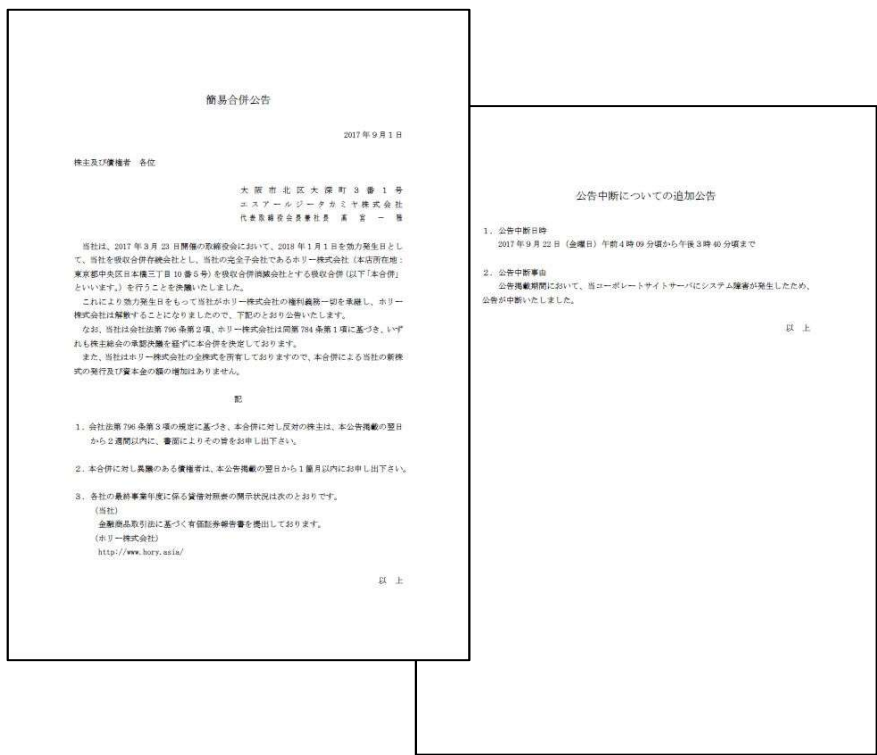 簡易合併公告
2017年9月1日
株主及び債権者 各位
大阪市北区大深町3番1号
エスアールジータカミヤ株式会社
代表取締役会長兼社長 髙宮 一雅
当社は、2017年3月23日開催の取締役会において、2018年1月1日を効力発生日とし
て、当社を吸収合併存続会社とし、当社の完全子会社であるホリー株式会社（本店所在地：
東京都中央区日本橋三丁目10番5号）を吸収合併消滅会社とする吸収合併（以下「本合併」
といいます。）を行うことを決議いたしました。
これにより効力発生日をもって当社がホリー株式会社の権利義務一切を承継し、ホリー
株式会社は解散することになりましたので、下記のとおり公告いたします。
なお、当社は会社法第796条第2項、ホリー株式会社は同第784条第1項に基づき、いず
れも株主総会の承認決議を経ずに本合併を決定しております。
また、当社はホリー株式会社の全株式を所有しておりますので、本合併による当社の新株
式の発行及び資本金の額の増加はありません。
記
1．会社法第796条第3項の規定に基づき、本合併に対し反対の株主は、本公告掲載の翌日
から2週間以内に、書面によりその旨をお申し出下さい。
2．本合併に対し異議のある債権者は、本公告掲載の翌日から1箇月以内にお申し出下さい。
3．各社の最終事業年度に係る貸借対照表の開示状況は次のとおりです。
（当社）
金融商品取引法に基づく有価証券報告書を提出しております。
（ホリー株式会社）
http://www.hory.asia/
以 上
公告中断についての追加公告
1．公告中断日時
2017年9月22日（金曜日）午前4時09分頃から午後3時40分頃まで
2．公告中断事由
公告掲載期間において、当コーポレートサイトサーバにシステム障害が発生したため、
公告が中断いたしました。
以 上